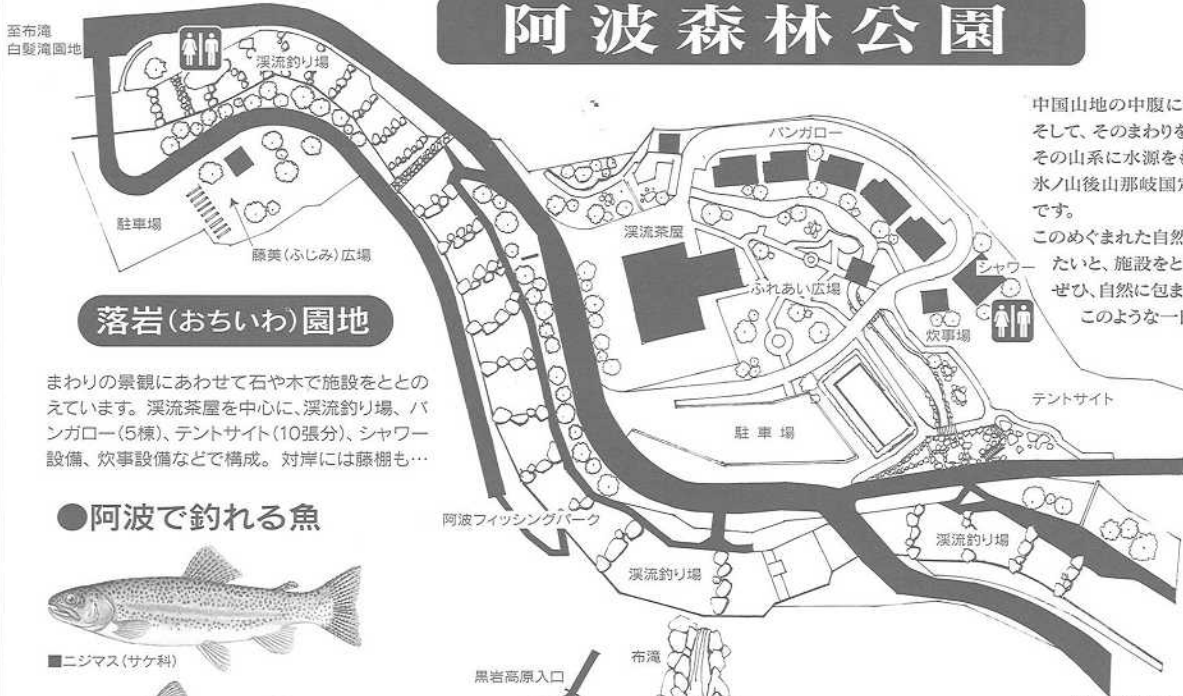 阿波森林公園
至布滝
白髪滝園地
渓流釣り場
駐車場
藤美(ふじみ)広場
バンガロー
渓流茶屋
ふれあい広場
シャワー
炊事場
テントサイト
駐車場
中国山地の中腹に
そして、そのまわりを
その山系に水源を
氷ノ山後山那岐国定
です。
このめぐまれた自然
たいと、施設をと
ぜひ、自然に包ま
このような一日
落岩(おちいわ)園地
まわりの景観にあわせて石や木で施設をととの
えています。渓流茶屋を中心に、渓流釣り場、バ
ンガロー(5棟)、テントサイト(10張分)、シャワー
設備、炊事設備などで構成。対岸には藤棚も…
●阿波で釣れる魚
■ニジマス(サケ科)
阿波フィッシングパーク
渓流釣り場
渓流釣り場
布滝
黒岩高原入口